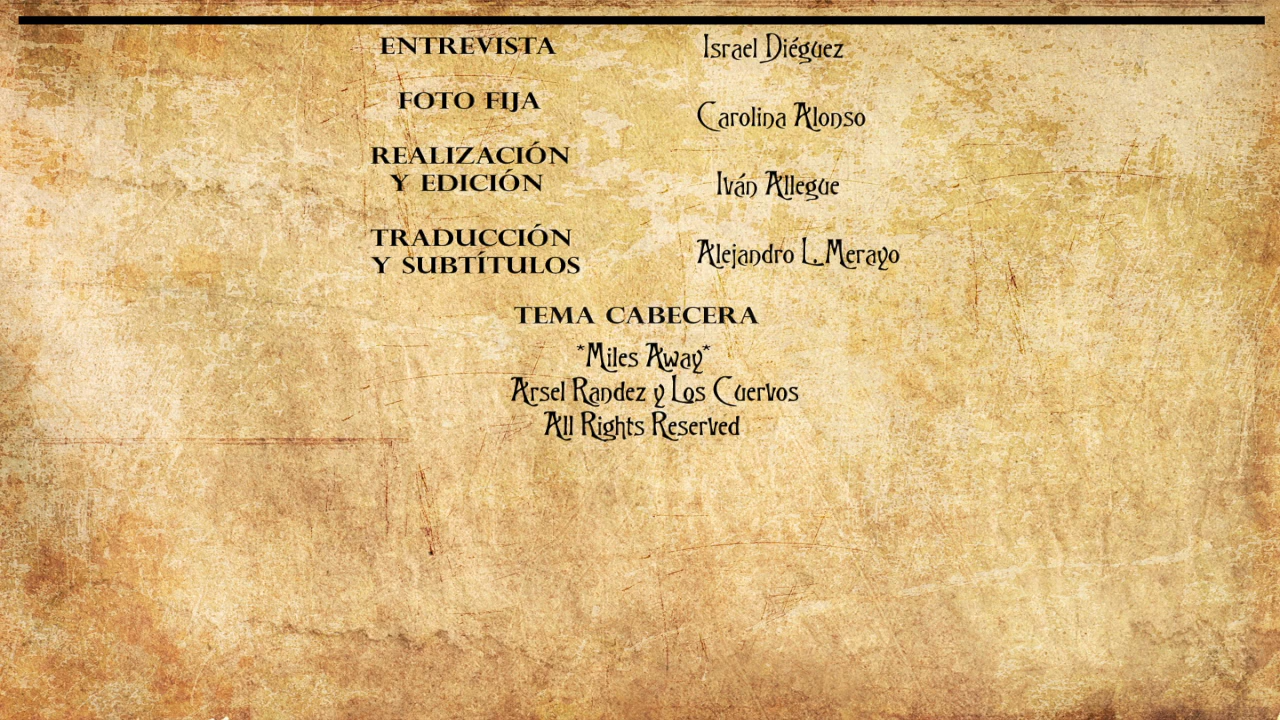 ENTREVISTA Israel Diéguez
FOTO FIJA Carolina Alonso
REALIZACIÓN
Y EDICIÓN Iván Allegue
TRADUCCIÓN
Y SUBTÍTULOS Alejandro L. Merayo
TEMA CABECERA
*Miles Away*
Arsel Randez y Los Cuervos
All Rights Reserved